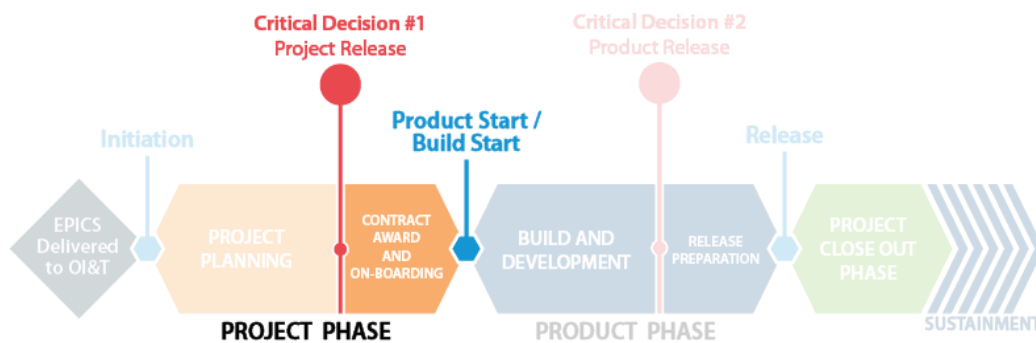 Critical Decision #1
Project Release
Critical Decision #2
Product Release
Initiation
Product Start /
Build Start
Release
EPICS
Delivered
to OI&T
PROJECT
PLANNING
CONTRACT
AWARD
AND
ON-BOARDING
BUILD AND
DEVELOPMENT
RELEASE
PREPARATION
PROJECT
CLOSE OUT
PHASE
SUSTAINMENT
PROJECT PHASE
PRODUCT PHASE